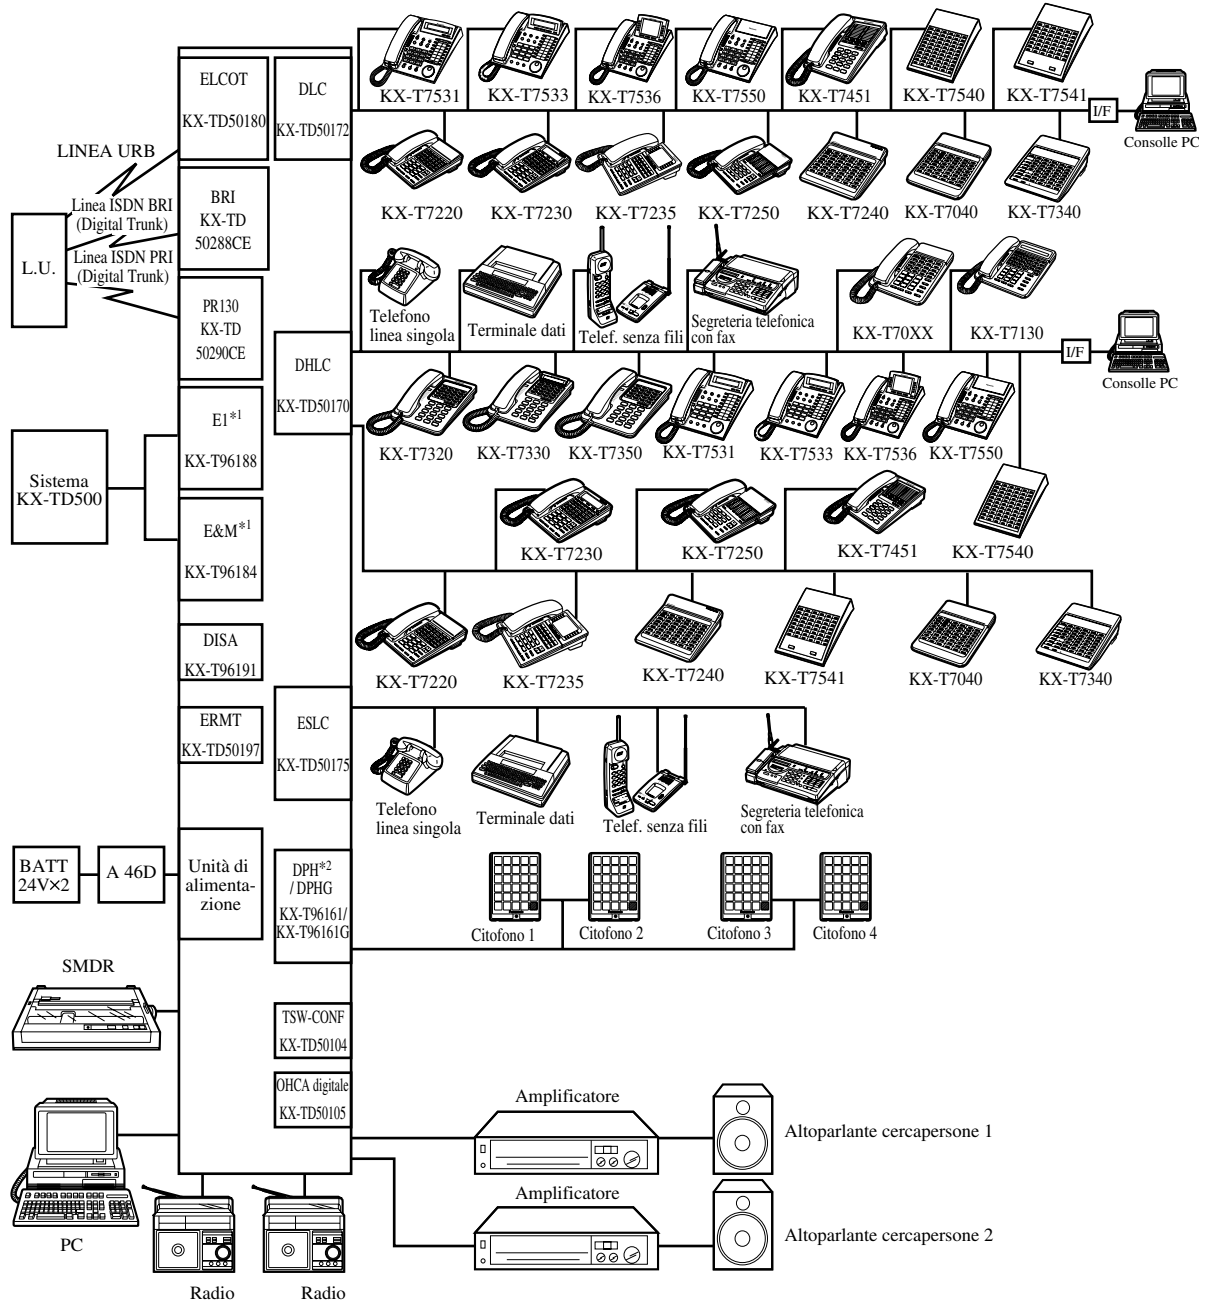 ELCOT
KX-TD50180
DLC
KX-TD50172
KX-T7531
KX-T7533
KX-T7536
KX-T7550
KX-T7451
KX-T7540
KX-T7541
I/F
Consolle PC
LINEA URB
Linea ISDN BRI
(Digital Trunk)
Linea ISDN PRI
(Digital Trunk)
L.U.
BRI
KX-TD
50288CE
KX-T7220
KX-T7230
KX-T7235
KX-T7250
KX-T7240
KX-T7040
KX-T7340
PR130
KX-TD
50290CE
Telefono
linea singola
Terminale dati
Telef. senza fili
Segreteria telefonica
con fax
KX-T70XX
KX-T7130
I/F
Consolle PC
DHLC
KX-TD50170
KX-T7320
KX-T7330
KX-T7350
KX-T7531
KX-T7533
KX-T7536
KX-T7550
E1*1
KX-T96188
Sistema
KX-TD500
E&M*1
KX-T96184
KX-T7230
KX-T7250
KX-T7451
KX-T7540
DISA
KX-T96191
KX-T7220
KX-T7235
KX-T7240
KX-T7541
KX-T7040
KX-T7340
ERMT
KX-TD50197
ESLC
KX-TD50175
Telefono
linea singola
Terminale dati
Telef. senza fili
Segreteria telefonica
con fax
BATT
24V×2
A 46D
Unità di
alimenta-
zione
DPH*2
/ DPHG
KX-T96161/
KX-T96161G
Citofono 1
Citofono 2
Citofono 3
Citofono 4
SMDR
TSW-CONF
KX-TD50104
OHCA digitale
KX-TD50105
Amplificatore
Altoparlante cercapersone 1
Amplificatore
Altoparlante cercapersone 2
PC
Radio
Radio